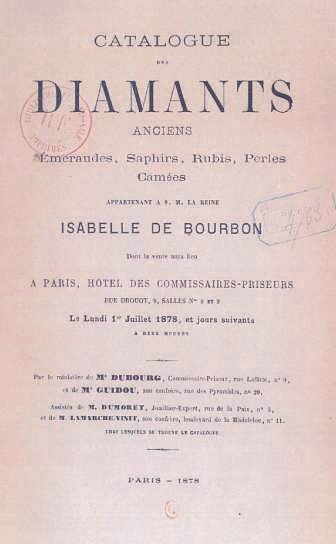 CATALOGUE
DES
DIAMANTS
ANCIENS
Émeraudes, Saphirs, Rubis, Perles
Camées
APPARTENANT A S. M. LA REINE
ISABELLE DE BOURBON
Dont la vente aura lieu
A PARIS, HOTEL DES COMMISSAIRES-PRISEURS
RUE DROUOT, 9, SALLES Nos 2 ET 3
Le Lundi 1er Juillet 1878, et jours suivants
A DEUX HEURES.
Par le ministère de Me DUBOURG, Commissaire-Priseur, rue Laffitte, n° 9,
et de Me GUIDOU, son confrère, rue des Pyramides, n° 29,
Assistés de M. DUMORET, Joaillier-Expert, rue de la Paix, n° 5,
et de M. LAMARCHE-VINIT, son confrère, boulevard de la Madeleine, n° 11.
CHEZ LESQUELS SE TROUVE LE CATALOGUE
PARIS — 1878